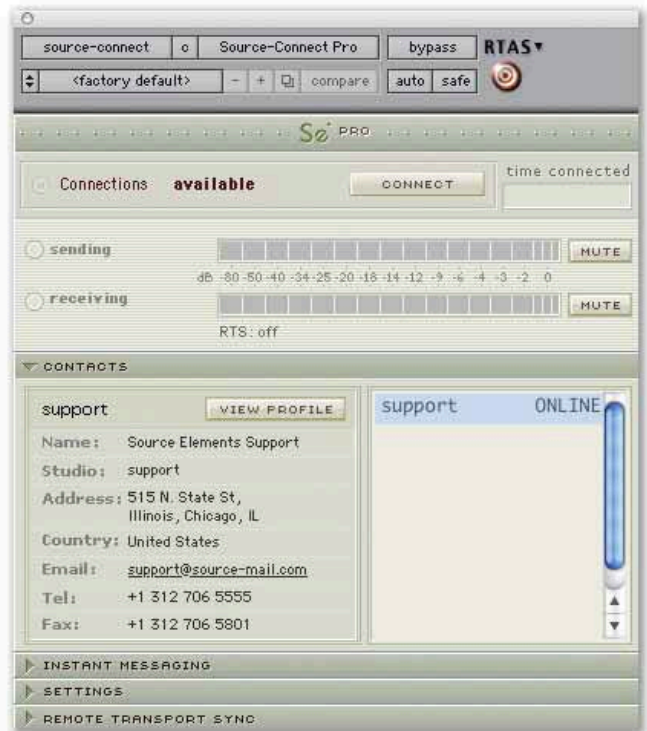 source-connect c Source-Connect Pro bypass RTAS
<factory default> - + compare auto safe
Se PRO
Connections available CONNECT time connected
sending MUTE
dB -80 -50 -40 -34 -25 -20 -18 -14 -12 -9 -6 -4 -3 -2 0
receiving MUTE
RTS: off
CONTACTS
support VIEW PROFILE support ONLINE
Name: Source Elements Support
Studio: support
Address: 515 N. State St,
Illinois, Chicago, IL
Country: United States
Email: support@source-mail.com
Tel: +1 312 706 5555
Fax: +1 312 706 5801
INSTANT MESSAGING
SETTINGS
REMOTE TRANSPORT SYNC